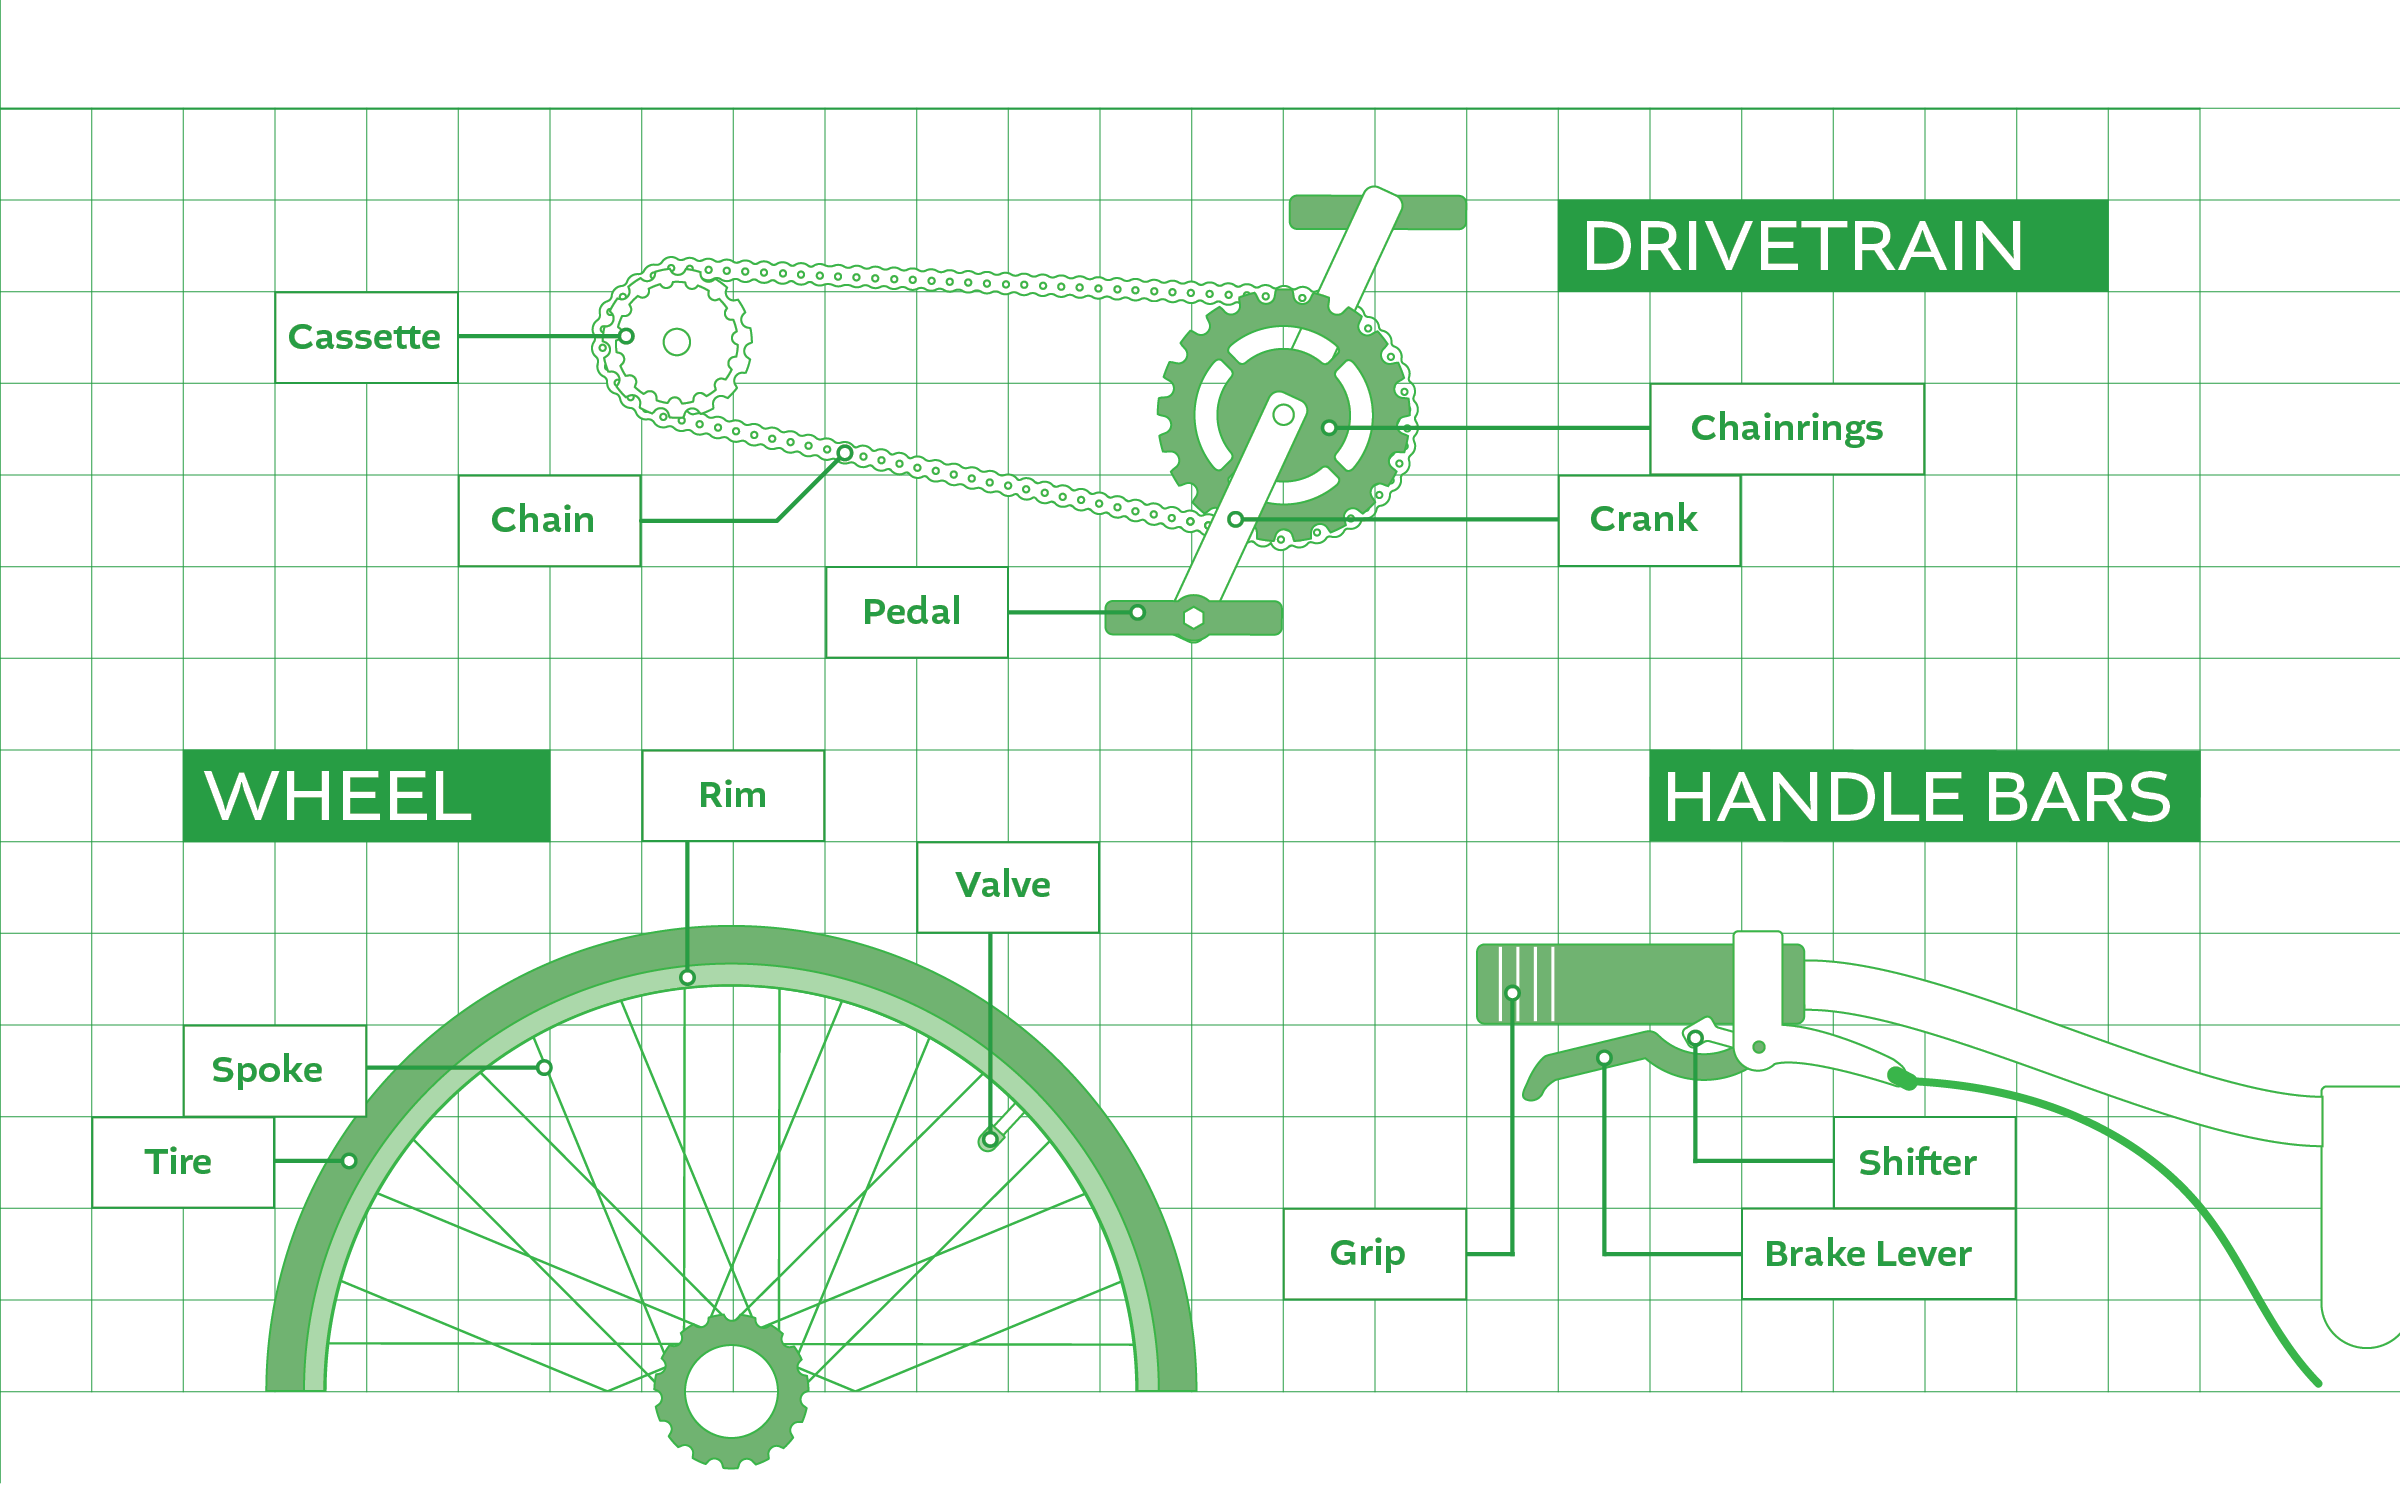 DRIVETRAIN
Cassette
Chainrings
Chain
Crank
Pedal
WHEEL
Rim
Valve
Spoke
Tire
HANDLE BARS
Shifter
Grip
Brake Lever